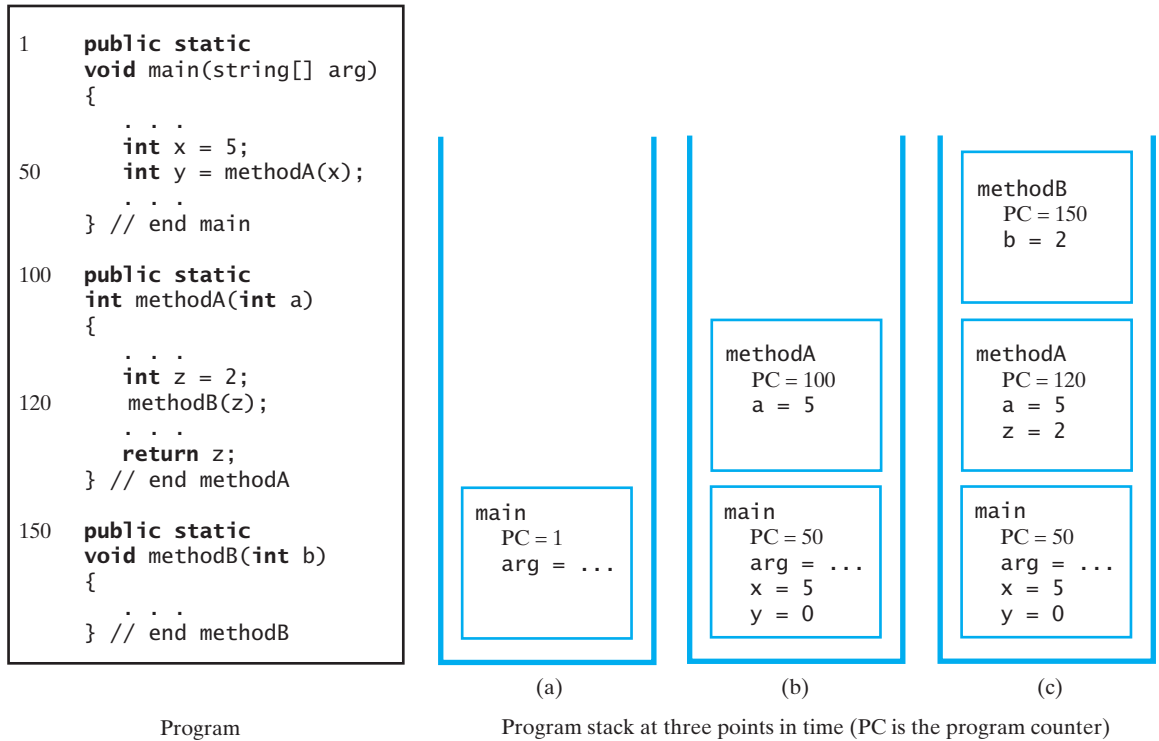 1 public static
void main(string[] arg)
{
. . .
int x = 5;
50 int y = methodA(x);
. . .
} // end main
100 public static
int methodA(int a)
{
. . .
int z = 2;
120 methodB(z);
. . .
return z;
} // end methodA
150 public static
void methodB(int b)
{
. . .
} // end methodB
Program
main
PC = 1
arg = ...
(a)
methodA
PC = 100
a = 5
main
PC = 50
arg = ...
x = 5
y = 0
(b)
methodB
PC = 150
b = 2
methodA
PC = 120
a = 5
z = 2
main
PC = 50
arg = ...
x = 5
y = 0
(c)
Program stack at three points in time (PC is the program counter)